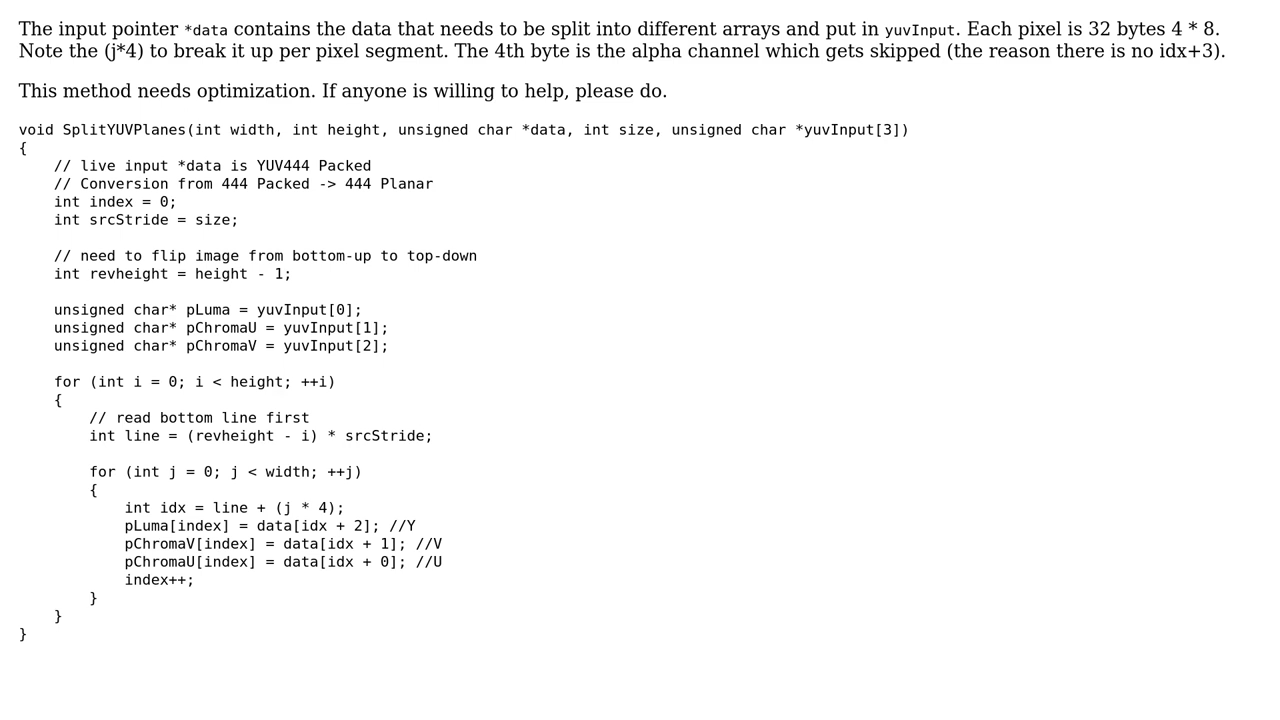 The input pointer *data contains the data that needs to be split into different arrays and put in yuvInput. Each pixel is 32 bytes 4 * 8.
Note the (j*4) to break it up per pixel segment. The 4th byte is the alpha channel which gets skipped (the reason there is no idx+3).
This method needs optimization. If anyone is willing to help, please do.
void SplitYUVPlanes(int width, int height, unsigned char *data, int size, unsigned char *yuvInput[3])
{
    // live input *data is YUV444 Packed
    // Conversion from 444 Packed -> 444 Planar
    int index = 0;
    int srcStride = size;

    // need to flip image from bottom-up to top-down
    int revheight = height - 1;

    unsigned char* pLuma = yuvInput[0];
    unsigned char* pChromaU = yuvInput[1];
    unsigned char* pChromaV = yuvInput[2];

    for (int i = 0; i < height; ++i)
    {
        // read bottom line first
        int line = (revheight - i) * srcStride;

        for (int j = 0; j < width; ++j)
        {
            int idx = line + (j * 4);
            pLuma[index] = data[idx + 2]; //Y
            pChromaV[index] = data[idx + 1]; //V
            pChromaU[index] = data[idx + 0]; //U
            index++;
        }
    }
}